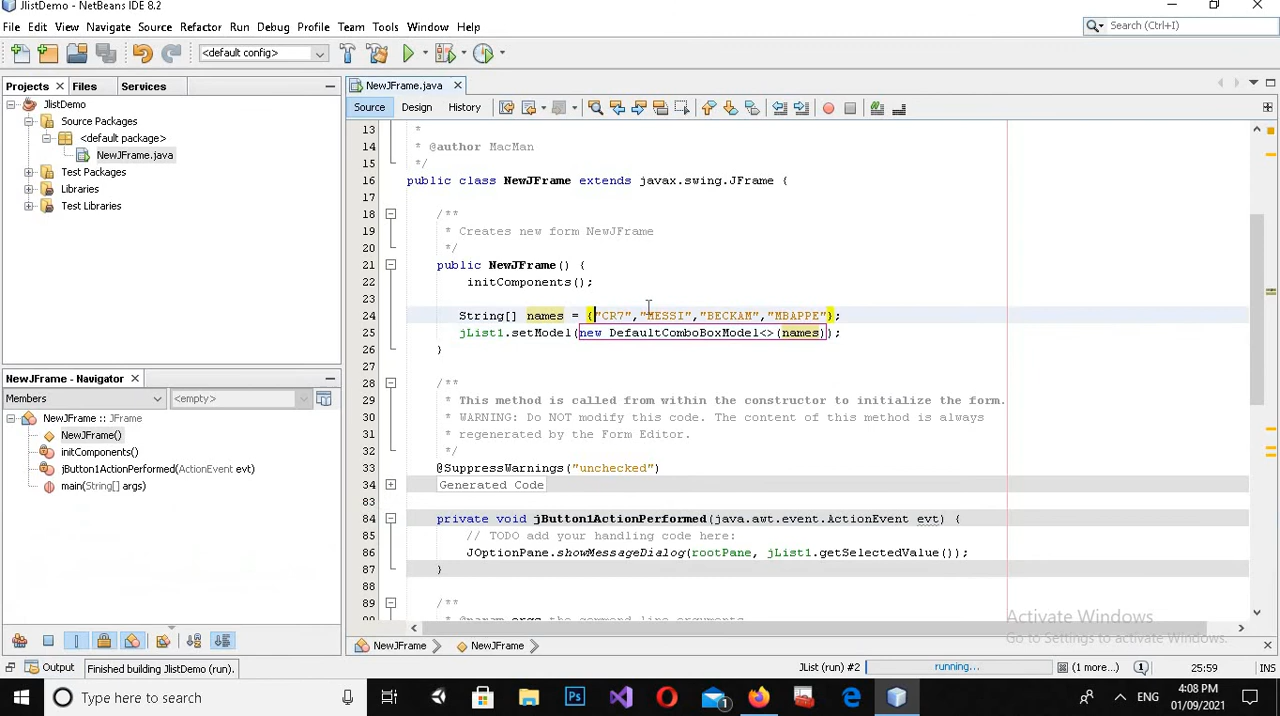 JlistDemo - NetBeans IDE 8.2
File Edit View Navigate Source Refactor Run Debug Profile Team Tools Window Help
Search (Ctrl+I)
<default config>
Projects Files Services
NewJFrame.java
JlistDemo
Source Packages
<default package>
NewJFrame.java
Test Packages
Libraries
Test Libraries
Source Design History
13 *
14 * @author MacMan
15 */
16 public class NewJFrame extends javax.swing.JFrame {
17
18 /**
19 * Creates new form NewJFrame
20 */
21 public NewJFrame() {
22 initComponents();
23
24 String[] names = {"CR7","MESSI","BECKAM","MBAPPE"};
25 jList1.setModel(new DefaultComboBoxModel<>(names));
26 }
27
28 /**
29 * This method is called from within the constructor to initialize the form.
30 * WARNING: Do NOT modify this code. The content of this method is always
31 * regenerated by the Form Editor.
32 */
33 @SuppressWarnings("unchecked")
34 Generated Code
83
84 private void jButton1ActionPerformed(java.awt.event.ActionEvent evt) {
85 // TODO add your handling code here:
86 JOptionPane.showMessageDialog(rootPane, jList1.getSelectedValue());
87 }
88
89 /**
* @param args the command line arguments
NewJFrame - Navigator
Members <empty>
NewJFrame :: JFrame
NewJFrame()
initComponents()
jButton1ActionPerformed(ActionEvent evt)
main(String[] args)
Activate Windows
Go to Settings to activate Windows.
NewJFrame NewJFrame
Output Finished building JlistDemo (run). JList (run) #2 running... (1 more...) 25:59 INS
Type here to search
1
ENG
4:08 PM
01/09/2021